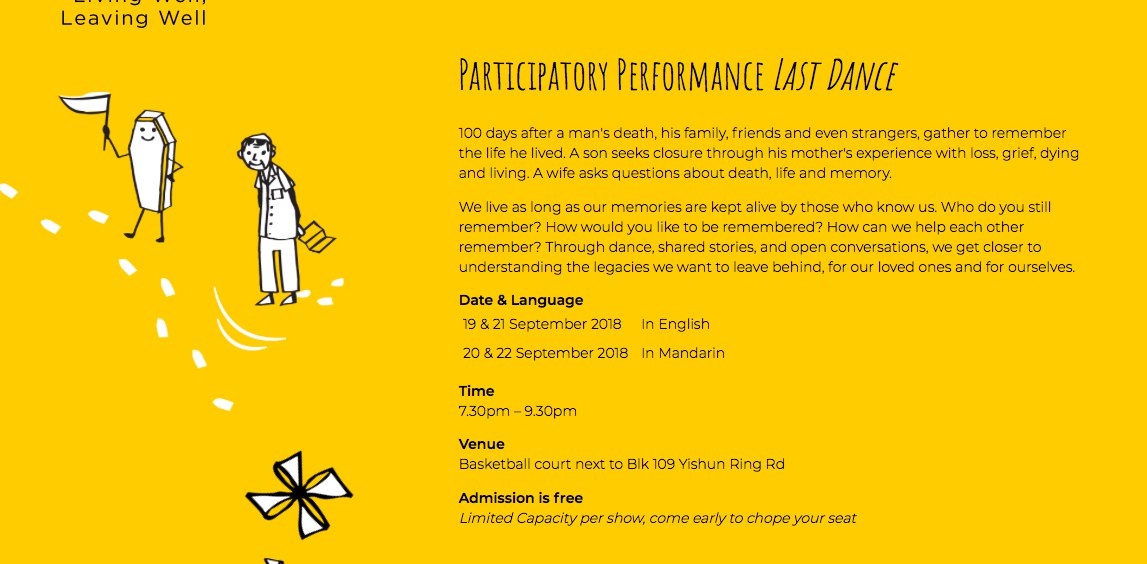 Living Well,
Leaving Well
Participatory Performance Last Dance
100 days after a man's death, his family, friends and even strangers, gather to remember
the life he lived. A son seeks closure through his mother's experience with loss, grief, dying
and living. A wife asks questions about death, life and memory.
We live as long as our memories are kept alive by those who know us. Who do you still
remember? How would you like to be remembered? How can we help each other
remember? Through dance, shared stories, and open conversations, we get closer to
understanding the legacies we want to leave behind, for our loved ones and for ourselves.
Date & Language
19 & 21 September 2018 In English
20 & 22 September 2018 In Mandarin
Time
7.30pm – 9.30pm
Venue
Basketball court next to Blk 109 Yishun Ring Rd
Admission is free
Limited Capacity per show, come early to chope your seat